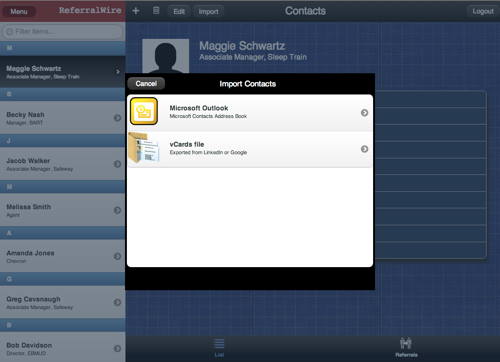 Menu
ReferralWire
Edit
Import
Contacts
Logout
Filter items...
M
Maggie Schwartz
Associate Manager, Sleep Train
B
Becky Nash
Manager, BART
J
Jacob Walker
Associate Manager, Safeway
M
Melissa Smith
Agent
A
Amanda Jones
Chevron
G
Greg Cavanaugh
Associate Manager, Safeway
B
Bob Davidson
Director, EBMUD
Maggie Schwartz
Associate Manager, Sleep Train
Cancel
Import Contacts
Microsoft Outlook
Microsoft Contacts Address Book
vCards file
Exported from LinkedIn or Google
List
Referrals